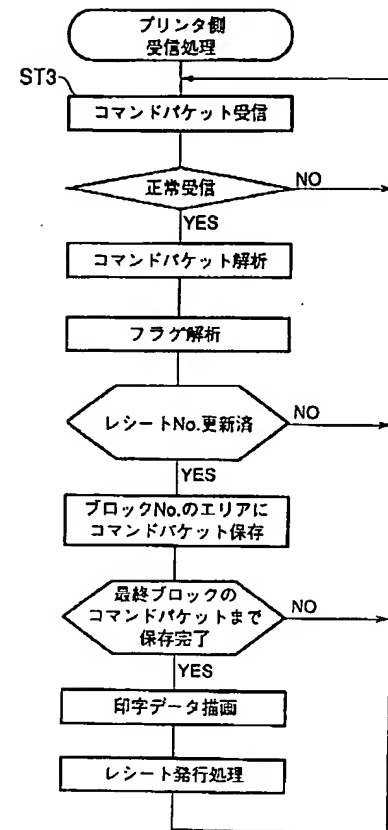 プリンタ側
受信処理
ST3
コマンドパケット受信
正常受信
NO
YES
コマンドパケット解析
フラグ解析
レシートNo.更新済
NO
YES
ブロックNo.のエリアに
コマンドパケット保存
最終ブロックの
コマンドパケットまで
保存完了
NO
YES
印字データ描画
レシート発行処理